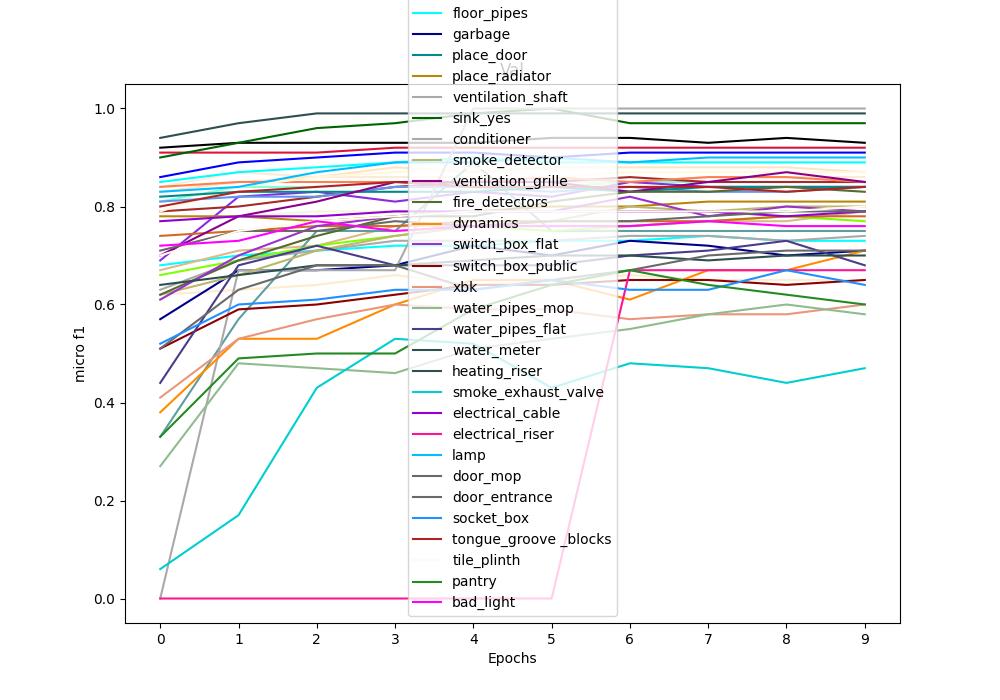 floor_pipes
garbage
place_door
place_radiator
Val
ventilation_shaft
sink_yes
conditioner
smoke_detector
ventilation_grille
fire_detectors
dynamics
switch_box_flat
switch_box_public
xbk
water_pipes_mop
water_pipes_flat
water_meter
heating_riser
smoke_exhaust_valve
electrical_cable
electrical_riser
lamp
door_mop
door_entrance
socket_box
tongue_groove _blocks
tile_plinth
pantry
bad_light
micro f1
1.0
0.8
0.6
0.4
0.2
0.0
0 1 2 3 4 5 6 7 8 9
Epochs